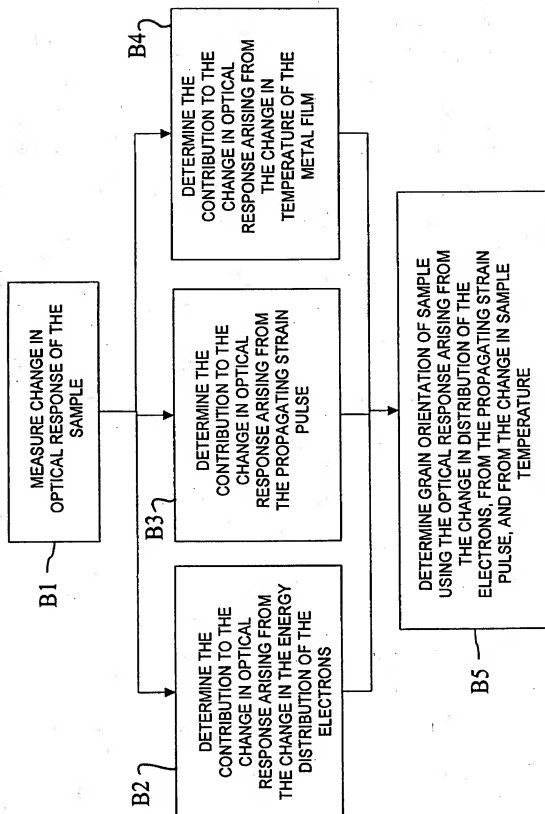 MEASURE CHANGE IN
OPTICAL RESPONSE OF THE
SAMPLE
B1
DETERMINE THE
CONTRIBUTION TO THE
CHANGE IN OPTICAL
RESPONSE ARISING FROM
THE CHANGE IN THE ENERGY
DISTRIBUTION OF THE
ELECTRONS
B2
DETERMINE THE
CONTRIBUTION TO THE
CHANGE IN OPTICAL
RESPONSE ARISING FROM
THE PROPAGATING STRAIN
PULSE
B3
DETERMINE THE
CONTRIBUTION TO THE
CHANGE IN OPTICAL
RESPONSE ARISING FROM
THE CHANGE IN
TEMPERATURE OF THE
METAL FILM
B4
DETERMINE GRAIN ORIENTATION OF SAMPLE
USING THE OPTICAL RESPONSE ARISING FROM
THE CHANGE IN DISTRIBUTION OF THE
ELECTRONS, FROM THE PROPAGATING STRAIN
PULSE, AND FROM THE CHANGE IN SAMPLE
TEMPERATURE
B5